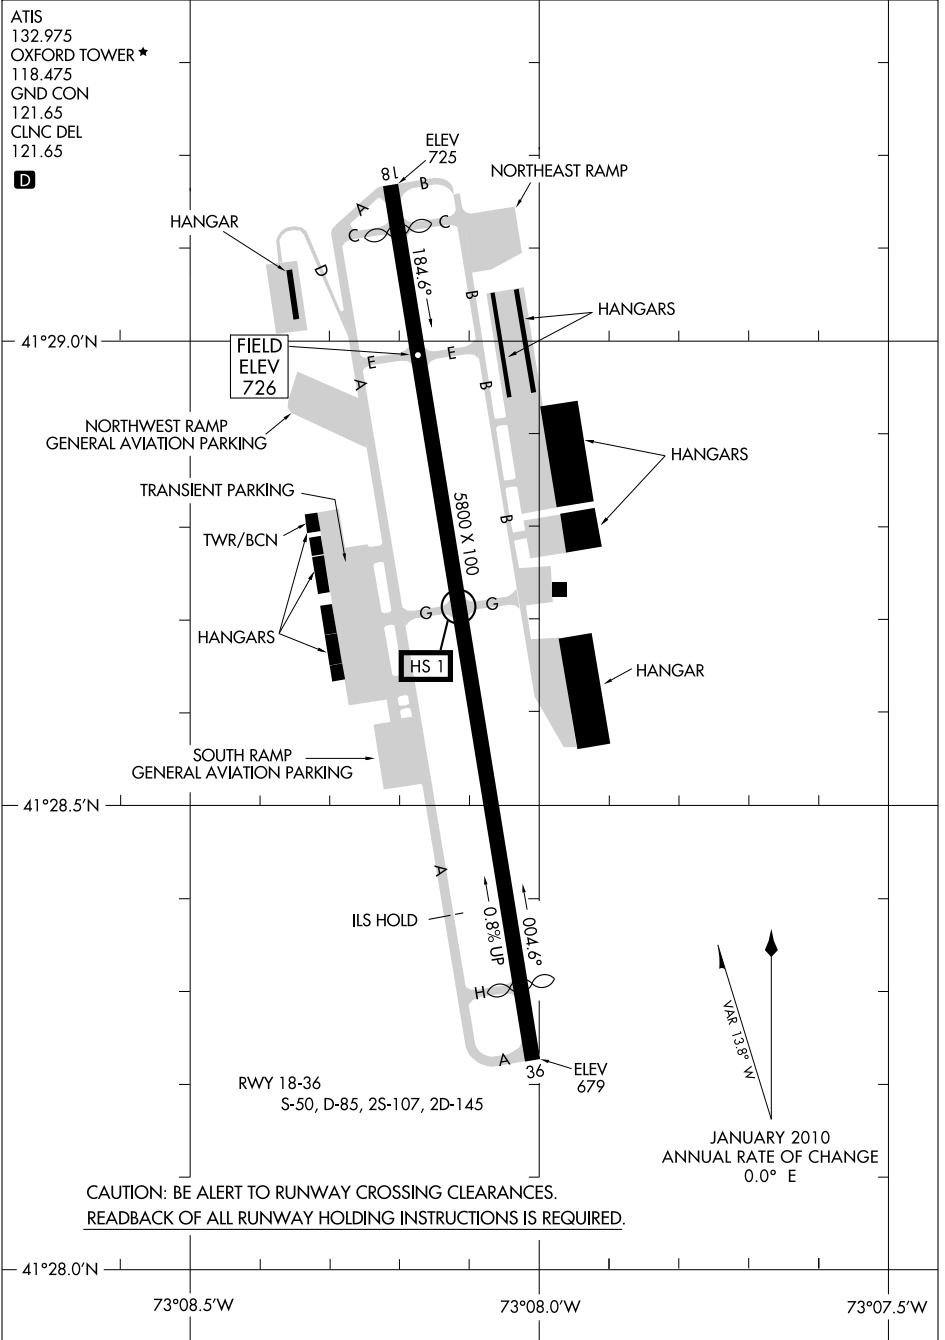 ATIS
132.975
OXFORD TOWER ★
118.475
GND CON
121.65
CLNC DEL
121.65
D
ELEV
725
18
B
NORTHEAST RAMP
A
HANGAR
C
C
D
184.6°
B
HANGARS
41°29.0'N
FIELD
ELEV
726
E
E
A
B
NORTHWEST RAMP
GENERAL AVIATION PARKING
HANGARS
TRANSIENT PARKING
5800 X 100
B
TWR/BCN
G
G
HANGARS
HS 1
HANGAR
SOUTH RAMP
GENERAL AVIATION PARKING
41°28.5'N
A
ILS HOLD
0.8% UP
004.6°
H
VAR 13.8° W
A
36
ELEV
679
RWY 18-36
S-50, D-85, 2S-107, 2D-145
JANUARY 2010
ANNUAL RATE OF CHANGE
0.0° E
CAUTION: BE ALERT TO RUNWAY CROSSING CLEARANCES.
READBACK OF ALL RUNWAY HOLDING INSTRUCTIONS IS REQUIRED.
41°28.0'N
73°08.5'W
73°08.0'W
73°07.5'W